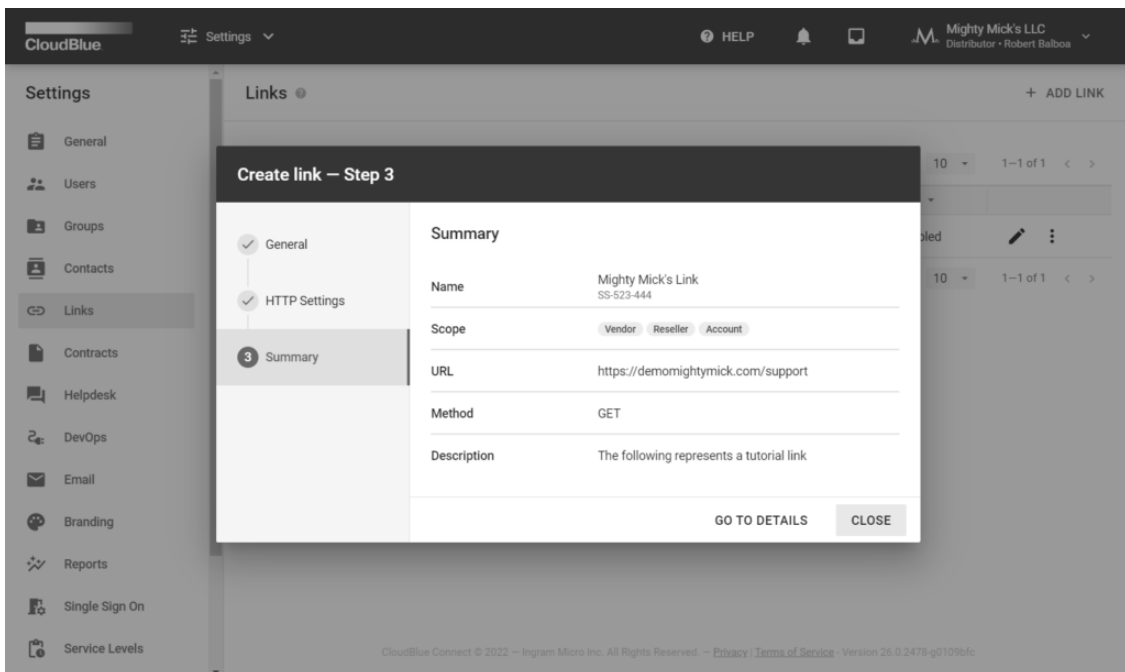 CloudBlue
Settings
HELP
Mighty Mick's LLC
Distributor • Robert Balboa
Settings
General
Users
Groups
Contacts
Links
Contracts
Helpdesk
DevOps
Email
Branding
Reports
Single Sign On
Service Levels
Links
+ ADD LINK
10 1–1 of 1 < >
bled
10 1–1 of 1 < >
Create link — Step 3
General
HTTP Settings
3 Summary
Summary
Name Mighty Mick's Link
SS-523-444
Scope Vendor Reseller Account
URL https://demomightymick.com/support
Method GET
Description The following represents a tutorial link
GO TO DETAILS CLOSE
CloudBlue Connect © 2022 — Ingram Micro Inc. All Rights Reserved. — Privacy | Terms of Service - Version 26.0.2478-g0109bfc